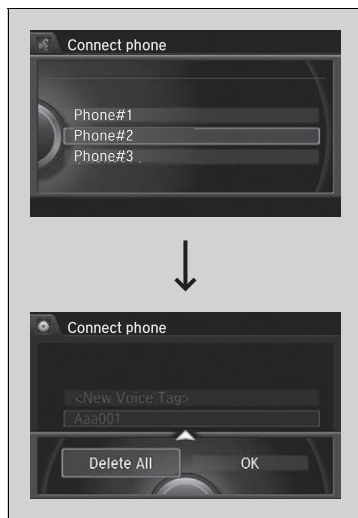 Connect phone
Phone#1
Phone#2
Phone#3
Connect phone
<New Voice Tag>
Aaa001
Delete All
OK